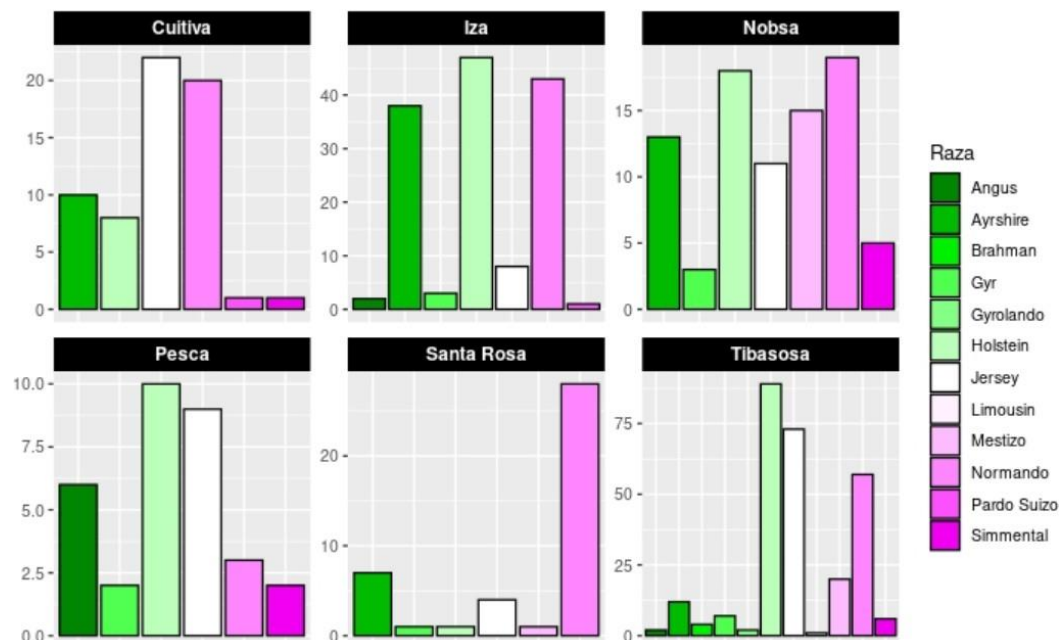 Cuitiva
Iza
Nobsa
20
15
10
5
0
40
30
20
10
0
15
10
5
0
Pesca
Santa Rosa
Tibasosa
10.0
7.5
5.0
2.5
0.0
20
10
0
75
50
25
0
Raza
Angus
Ayrshire
Brahman
Gyr
Gyrolando
Holstein
Jersey
Limousin
Mestizo
Normando
Pardo Suizo
Simmental